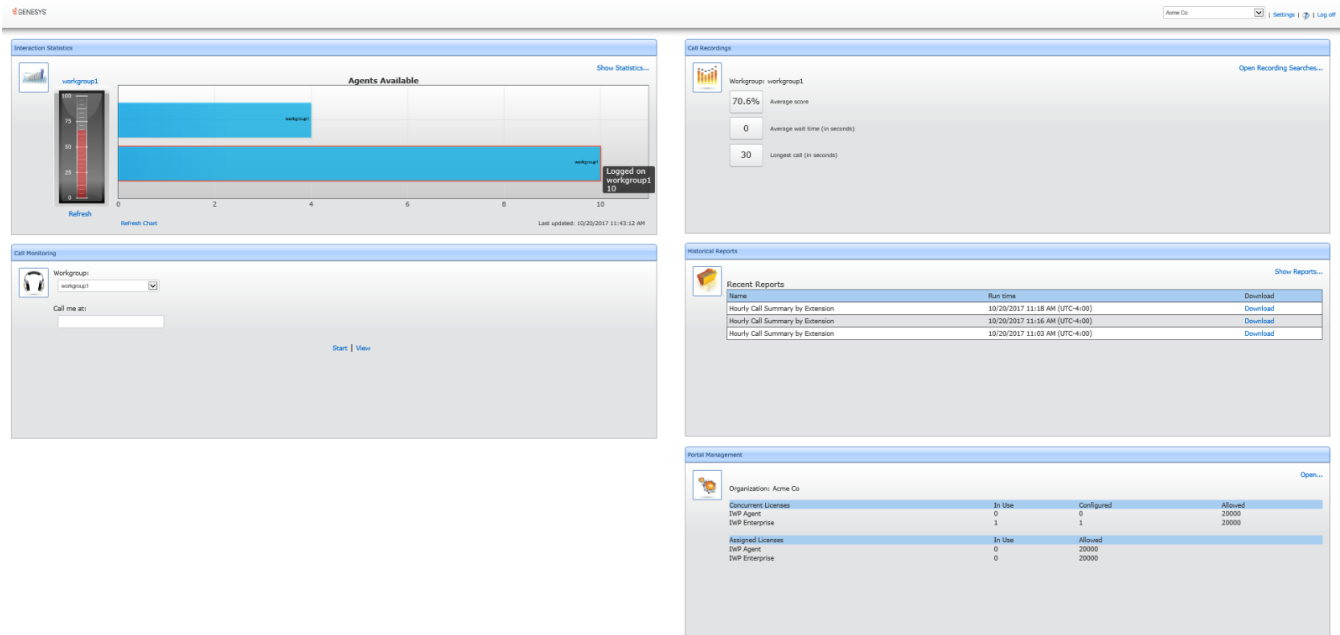 GENESYS
Acme Co | Settings | | Log off
Interaction Statistics
Show Statistics...
workgroup1
Agents Available
100
75
50
25
0
workgroup1
workgroup1
Logged on
workgroup1
10
0 2 4 6 8 10
Refresh
Refresh Chart
Last updated: 10/20/2017 11:43:12 AM
Call Monitoring
Workgroup:
workgroup1
Call me at:
Start | View
Call Recordings
Open Recording Searches...
Workgroup: workgroup1
70.6% Average score
0 Average wait time (in seconds)
30 Longest call (in seconds)
Historical Reports
Show Reports...
Recent Reports
Name Run time Download
Hourly Call Summary by Extension 10/20/2017 11:18 AM (UTC-4:00) Download
Hourly Call Summary by Extension 10/20/2017 11:16 AM (UTC-4:00) Download
Hourly Call Summary by Extension 10/20/2017 11:03 AM (UTC-4:00) Download
Portal Management
Open...
Organization: Acme Co
Concurrent Licenses In Use Configured Allowed
IWP Agent 0 0 20000
IWP Enterprise 1 1 20000
Assigned Licenses In Use Allowed
IWP Agent 0 20000
IWP Enterprise 0 20000